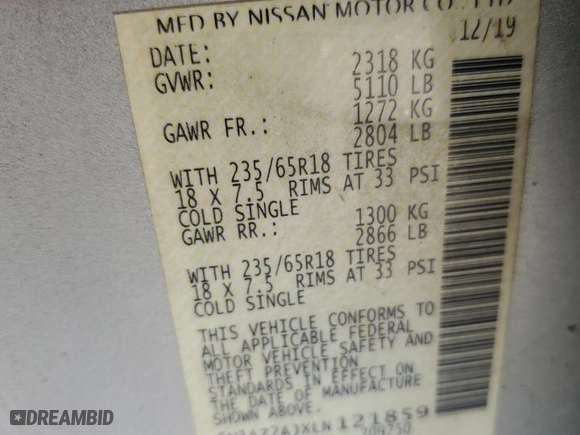 MFD BY NISSAN MOTOR CO., LTD
DATE: 12/19
GVWR: 2318 KG
5110 LB
GAWR FR.: 1272 KG
2804 LB
WITH 235/65R18 TIRES
18 X 7.5 RIMS AT 33 PSI
COLD SINGLE
GAWR RR.: 1300 KG
2866 LB
WITH 235/65R18 TIRES
18 X 7.5 RIMS AT 33 PSI
COLD SINGLE
THIS VEHICLE CONFORMS TO
ALL APPLICABLE FEDERAL
MOTOR VEHICLE SAFETY AND
THEFT PREVENTION
STANDARDS IN EFFECT ON
THE DATE OF MANUFACTURE
SHOWN ABOVE.
121859
209750
DREAMBID